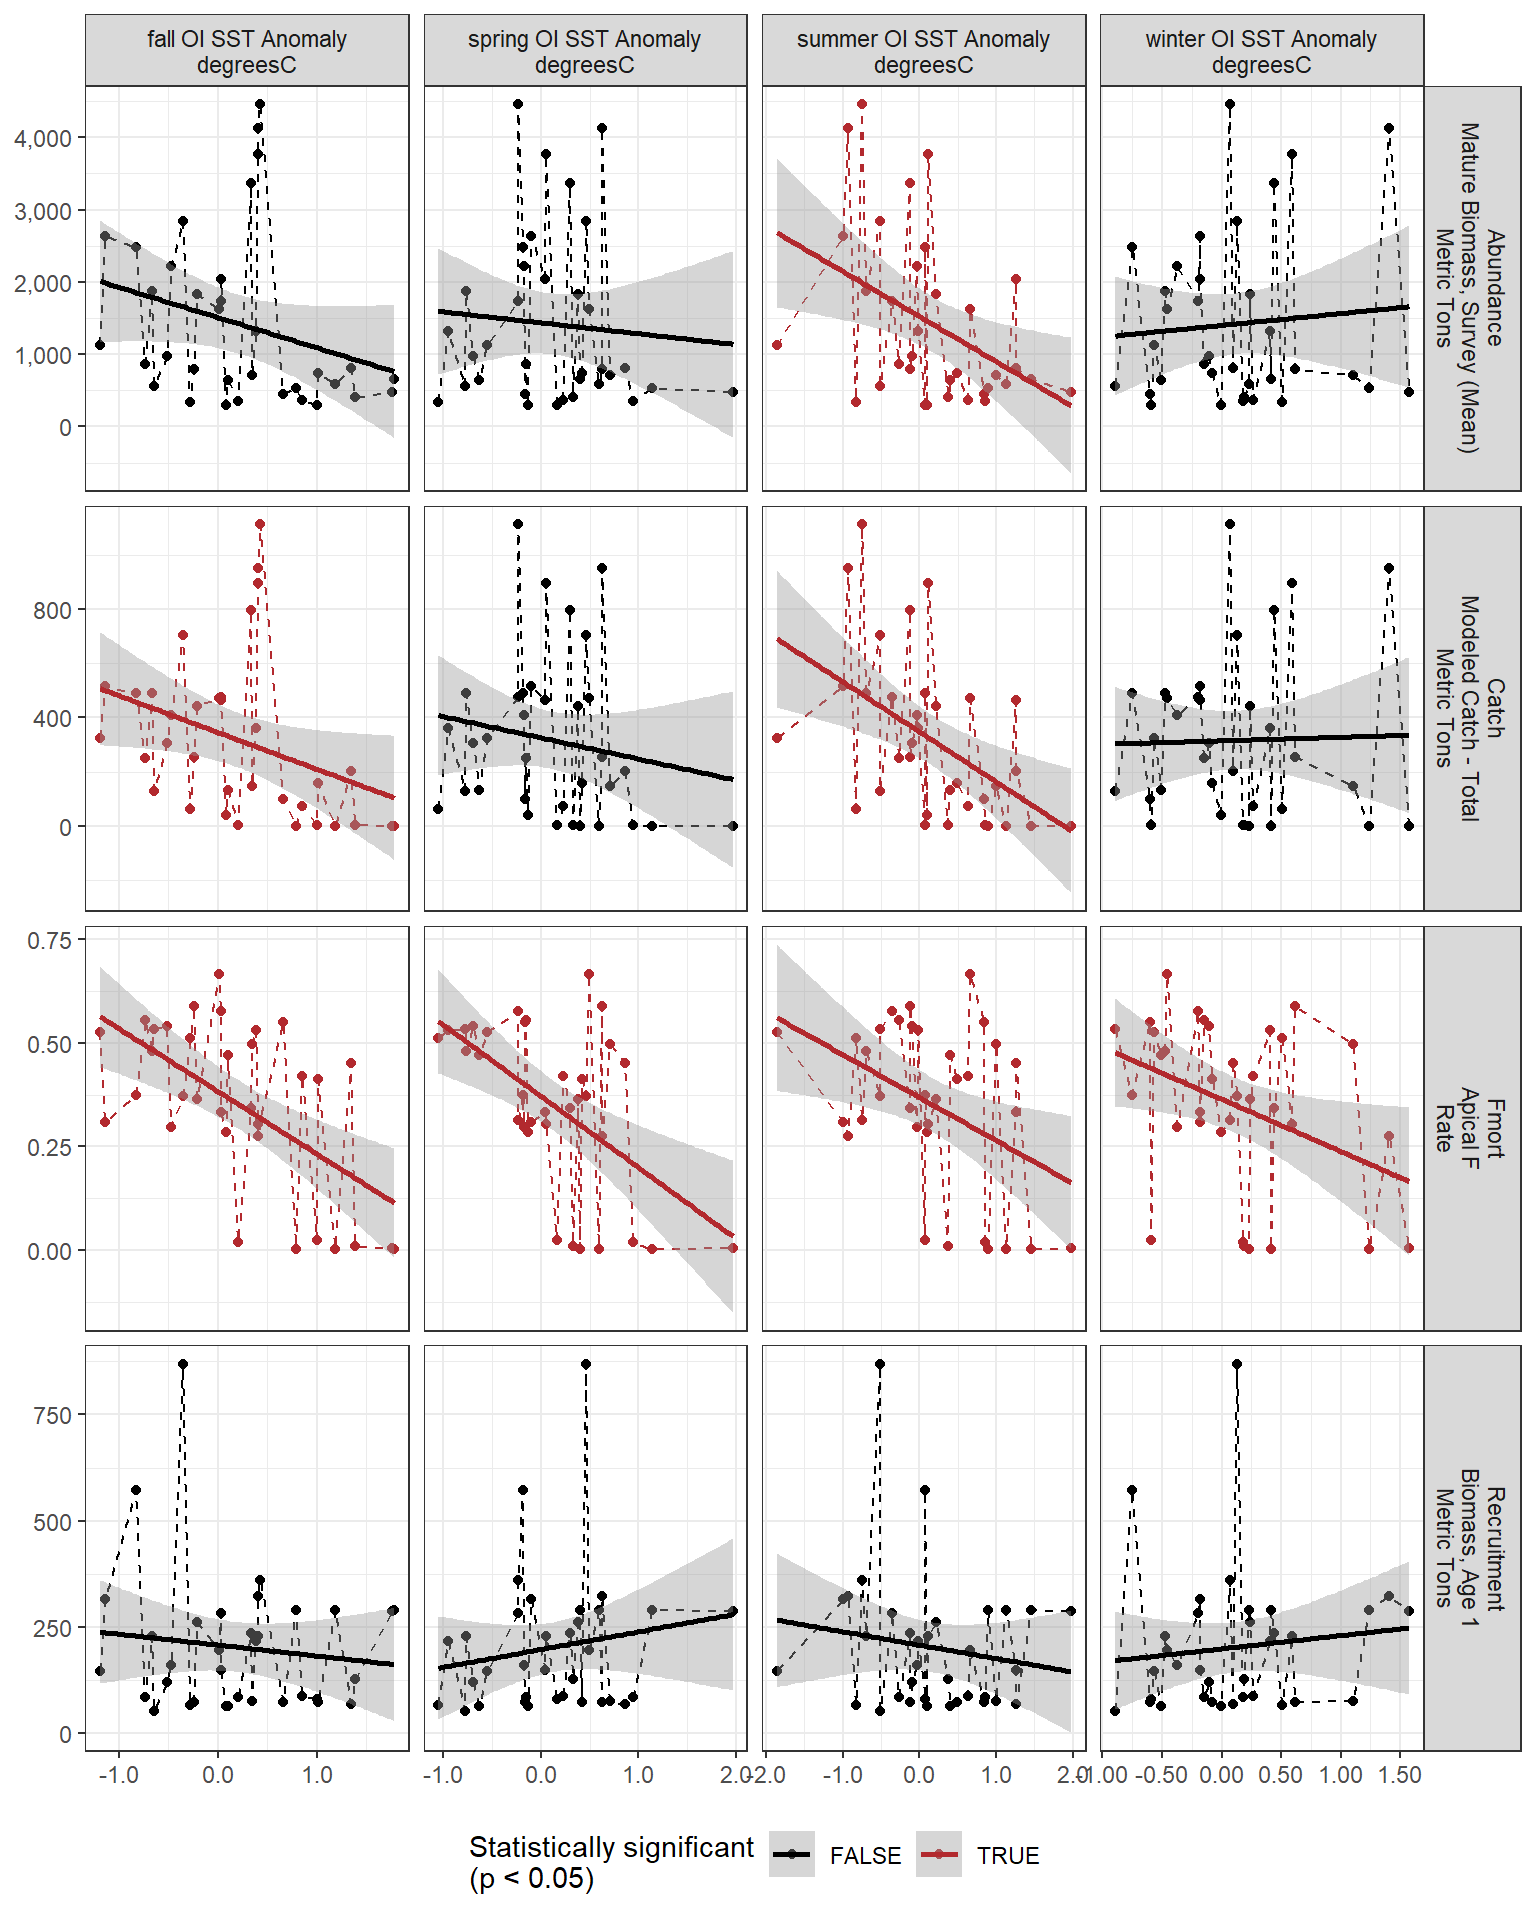 fall OI SST Anomaly
degreesC
spring OI SST Anomaly
degreesC
summer OI SST Anomaly
degreesC
winter OI SST Anomaly
degreesC
4,000
3,000
2,000
1,000
0
Abundance
Mature Biomass, Survey (Mean)
Metric Tons
800
400
0
Catch
Modeled Catch - Total
Metric Tons
0.75
0.50
0.25
0.00
Fmort
Apical F
Rate
750
500
250
0
Recruitment
Biomass, Age 1
Metric Tons
-1.0 0.0 1.0
-1.0 0.0 1.0 2.0
-2.0 -1.0 0.0 1.0 2.0
-1.00 -0.50 0.00 0.50 1.00 1.50
Statistically significant
(p < 0.05)
FALSE
TRUE